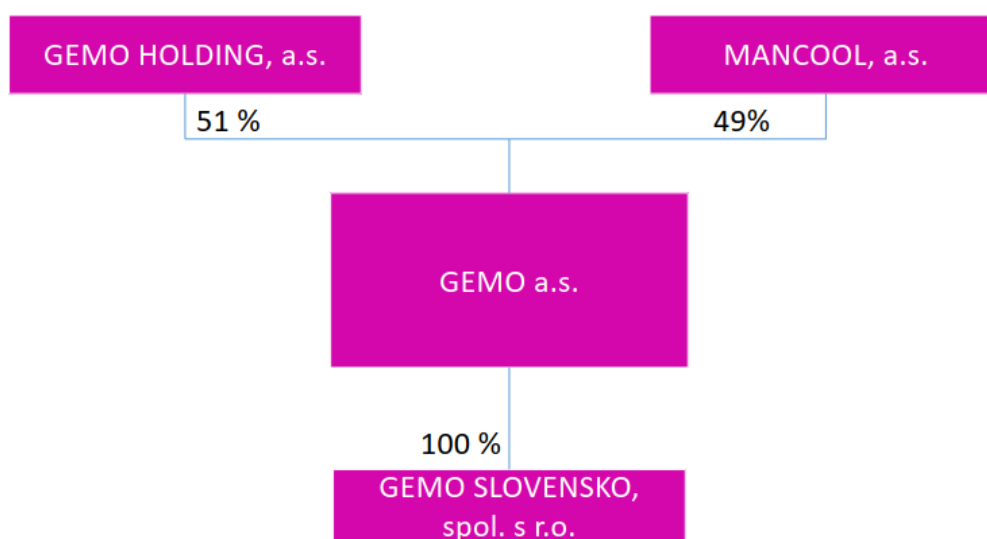 GEMO HOLDING, a.s.
MANCOOL, a.s.
51 %
49%
GEMO a.s.
100 %
GEMO SLOVENSKO,
spol. s r.o.